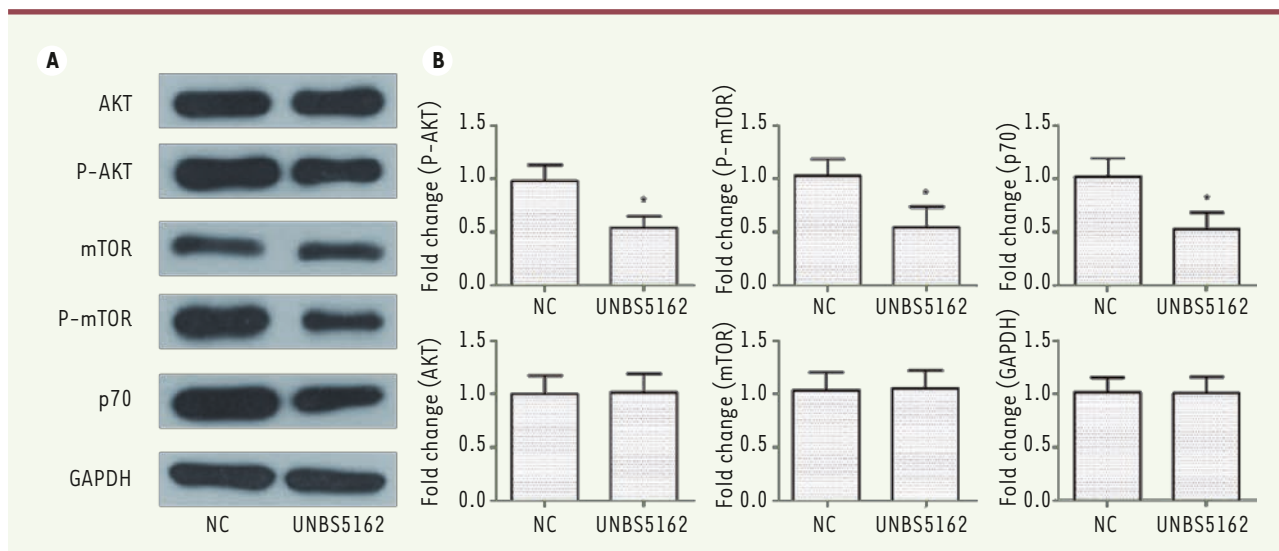 A
AKT
P-AKT
mTOR
P-mTOR
p70
GAPDH
NC UNBS5162
B
Fold change (P-AKT)
1.5
1.0
0.5
0.0
*
NC UNBS5162
Fold change (P-mTOR)
1.5
1.0
0.5
0.0
*
NC UNBS5162
Fold change (p70)
1.5
1.0
0.5
0.0
*
NC UNBS5162
Fold change (AKT)
1.5
1.0
0.5
0.0
NC UNBS5162
Fold change (mTOR)
1.5
1.0
0.5
0.0
NC UNBS5162
Fold change (GAPDH)
1.5
1.0
0.5
0.0
NC UNBS5162